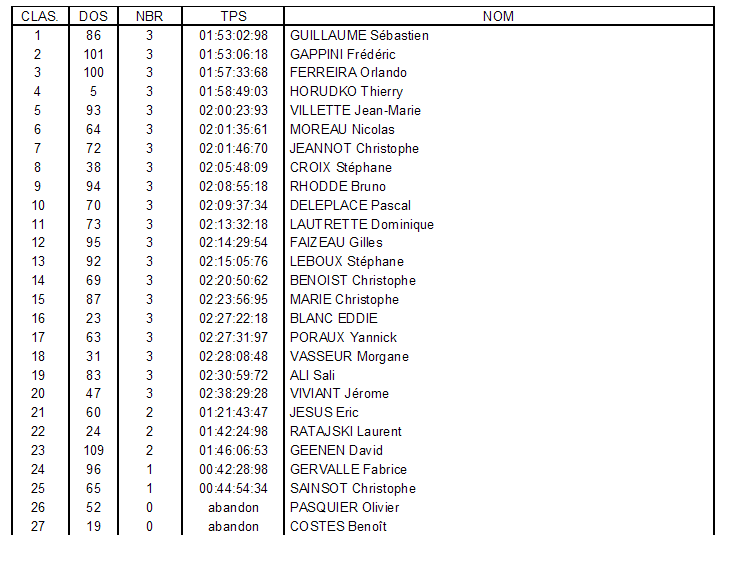 CLAS. DOS NBR TPS NOM
1 86 3 01:53:02:98 GUILLAUME Sébastien
2 101 3 01:53:06:18 GAPPINI Frédéric
3 100 3 01:57:33:68 FERREIRA Orlando
4 5 3 01:58:49:03 HORUDKO Thierry
5 93 3 02:00:23:93 VILLETTE Jean-Marie
6 64 3 02:01:35:61 MOREAU Nicolas
7 72 3 02:01:46:70 JEANNOT Christophe
8 38 3 02:05:48:09 CROIX Stéphane
9 94 3 02:08:55:18 RHODDE Bruno
10 70 3 02:09:37:34 DELEPLACE Pascal
11 73 3 02:13:32:18 LAUTRETTE Dominique
12 95 3 02:14:29:54 FAIZEAU Gilles
13 92 3 02:15:05:76 LEBOUX Stéphane
14 69 3 02:20:50:62 BENOIST Christophe
15 87 3 02:23:56:95 MARIE Christophe
16 23 3 02:27:22:18 BLANC EDDIE
17 63 3 02:27:31:97 PORAUX Yannick
18 31 3 02:28:08:48 VASSEUR Morgane
19 83 3 02:30:59:72 ALI Sali
20 47 3 02:38:29:28 VIVIANT Jérome
21 60 2 01:21:43:47 JESUS Eric
22 24 2 01:42:24:98 RATAJSKI Laurent
23 109 2 01:46:06:53 GEENEN David
24 96 1 00:42:28:98 GERVALLE Fabrice
25 65 1 00:44:54:34 SAINSOT Christophe
26 52 0 abandon PASQUIER Olivier
27 19 0 abandon COSTES Benoît